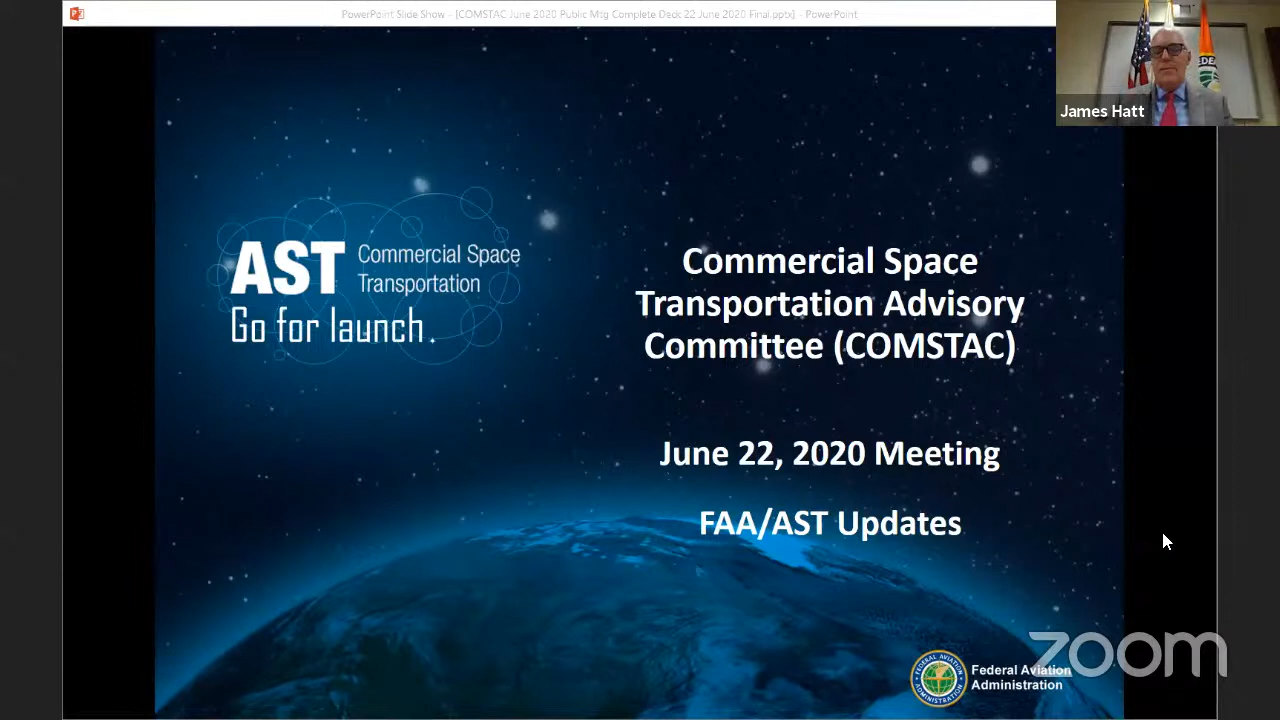 PowerPoint Slide Show - [COMSTAC June 2020 Public Mtg Complete Deck 22 June 2020 Final.pptx] - PowerPoint
James Hatt
AST Commercial Space
Transportation
Go for launch.
Commercial Space
Transportation Advisory
Committee (COMSTAC)
June 22, 2020 Meeting
FAA/AST Updates
Federal Aviation
Administration
zoom